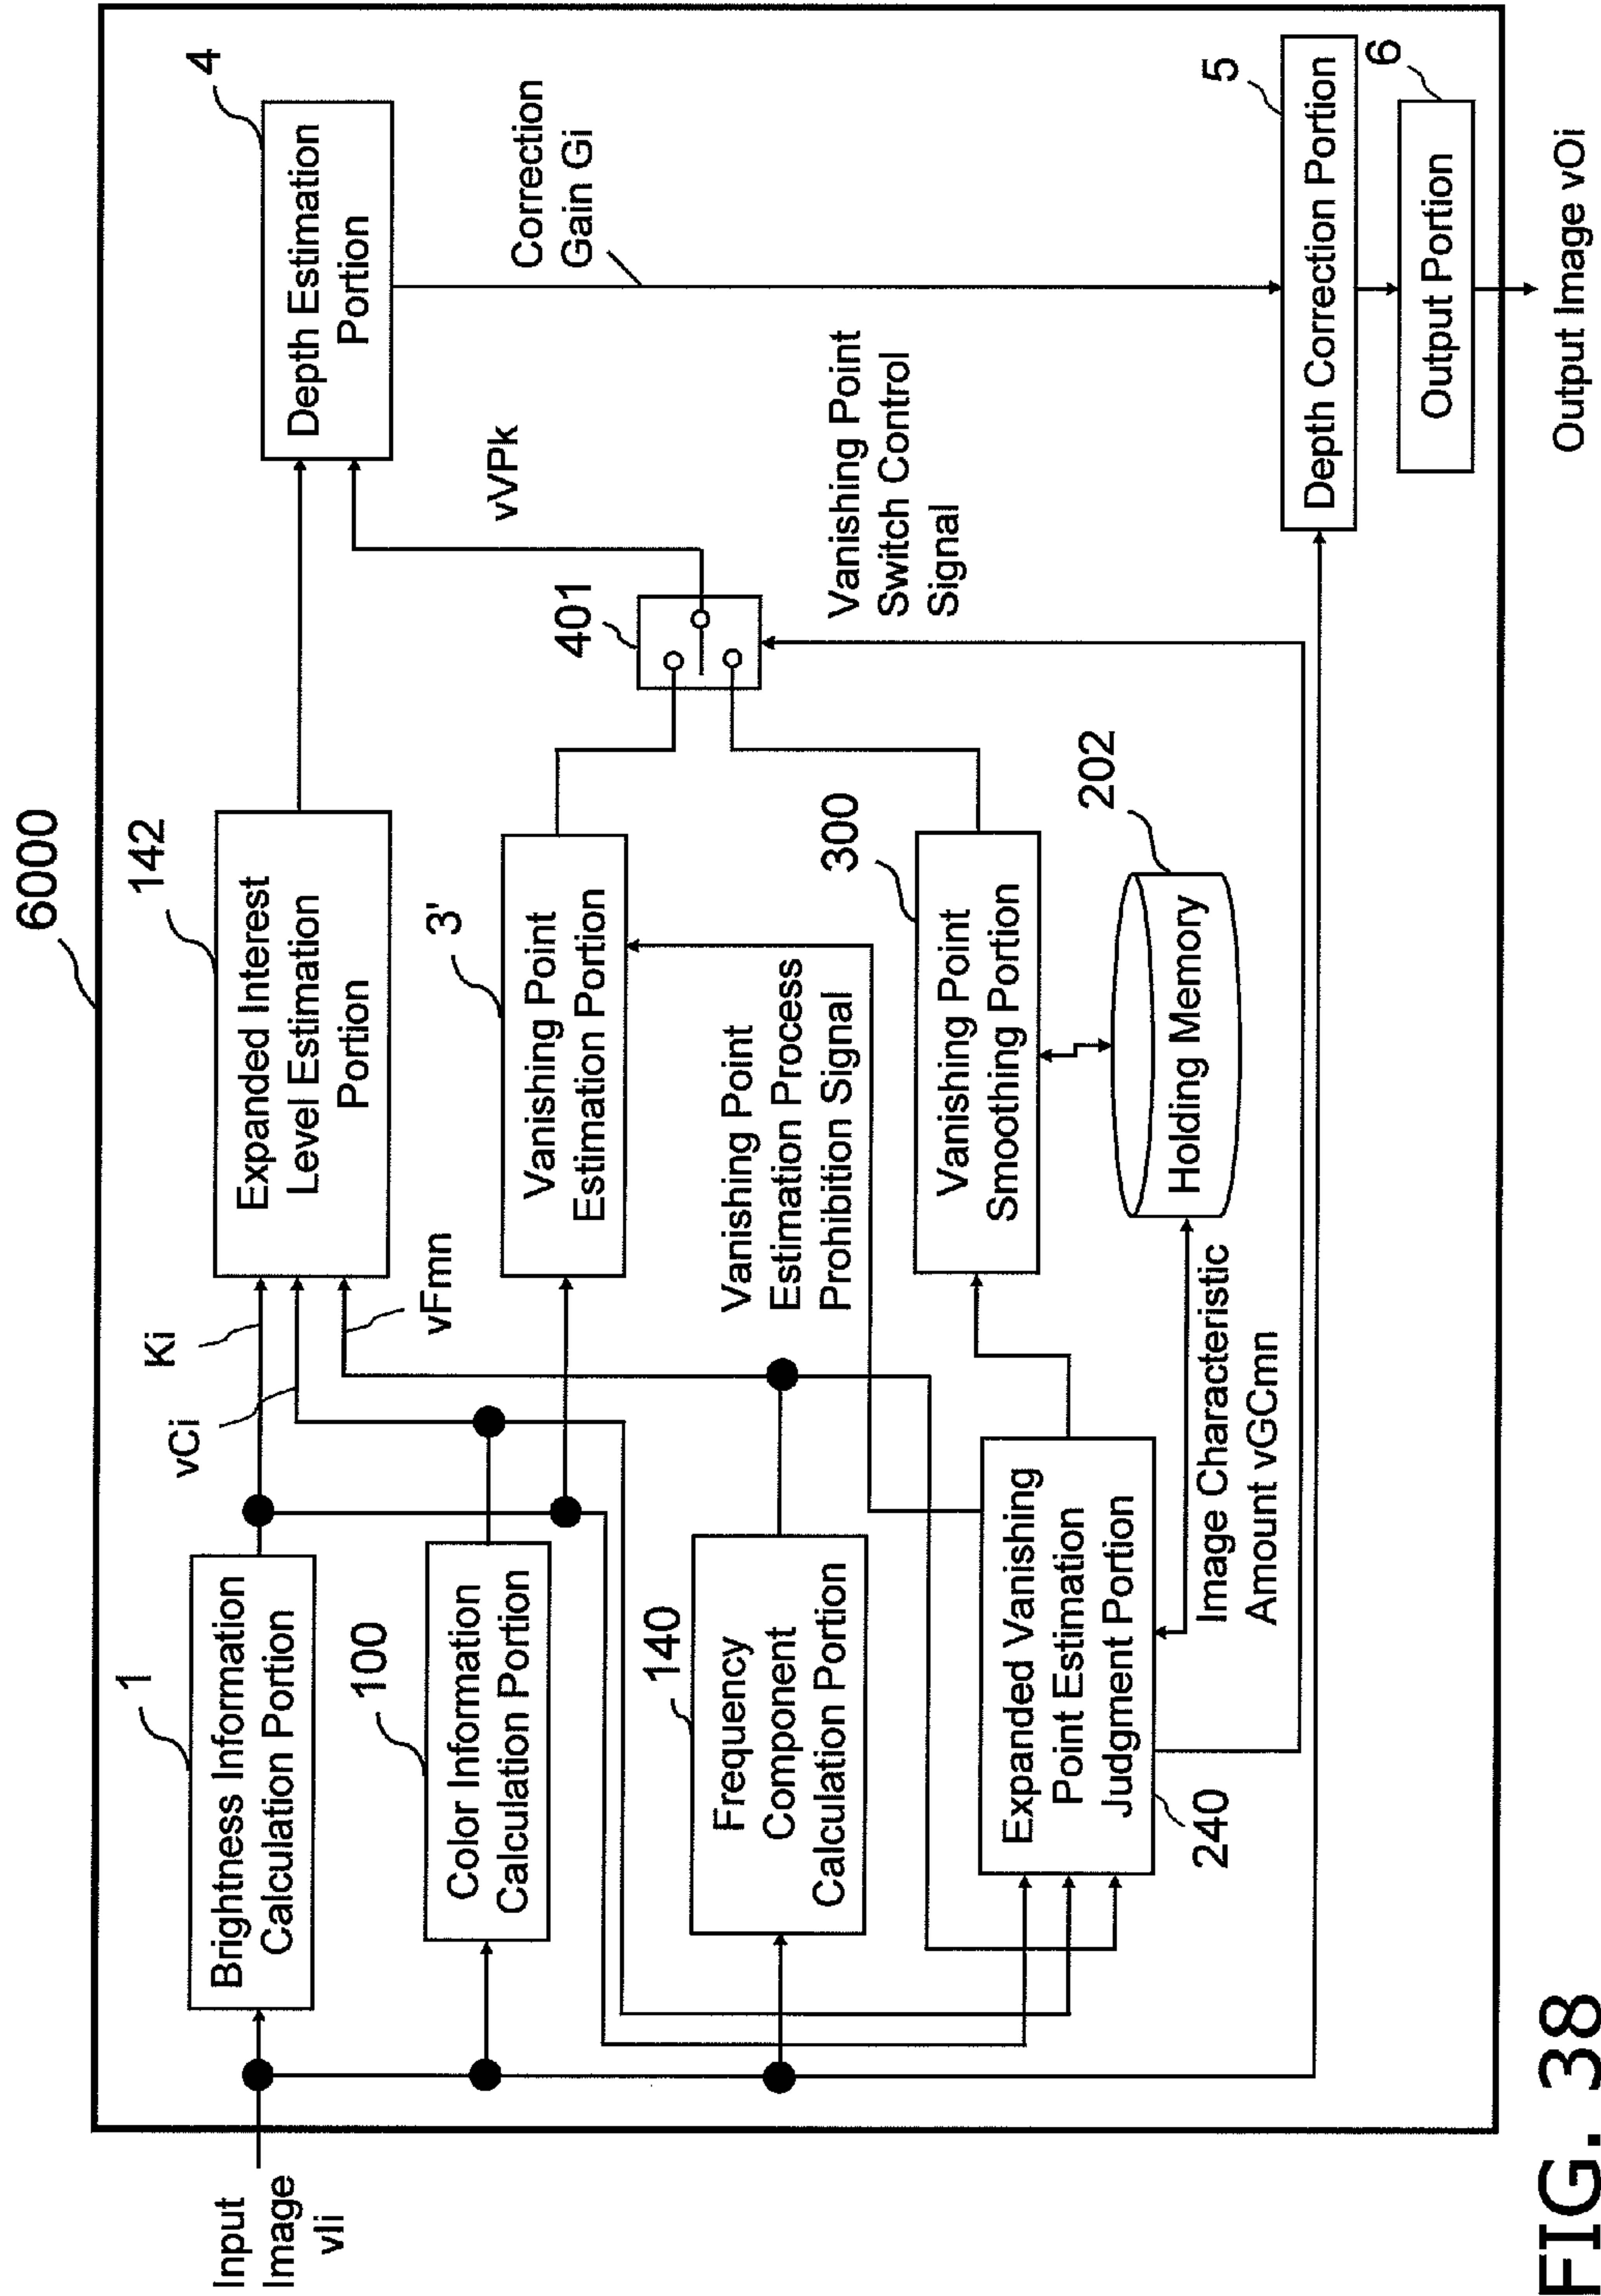 6000
Input
Image
vIi
1
Brightness Information
Calculation Portion
Ki
vCi
142
Expanded Interest
Level Estimation
Portion
4
Depth Estimation
Portion
100
Color Information
Calculation Portion
vFmn
3'
Vanishing Point
Estimation Portion
vVPk
Correction
Gain Gi
140
Frequency
Component
Calculation Portion
Vanishing Point
Estimation Process
Prohibition Signal
401
Vanishing Point
Switch Control
Signal
Expanded Vanishing
Point Estimation
Judgment Portion
240
300
Vanishing Point
Smoothing Portion
202
Holding Memory
Image Characteristic
Amount vGCmn
5
Depth Correction Portion
6
Output Portion
Output Image vOi
FIG. 38